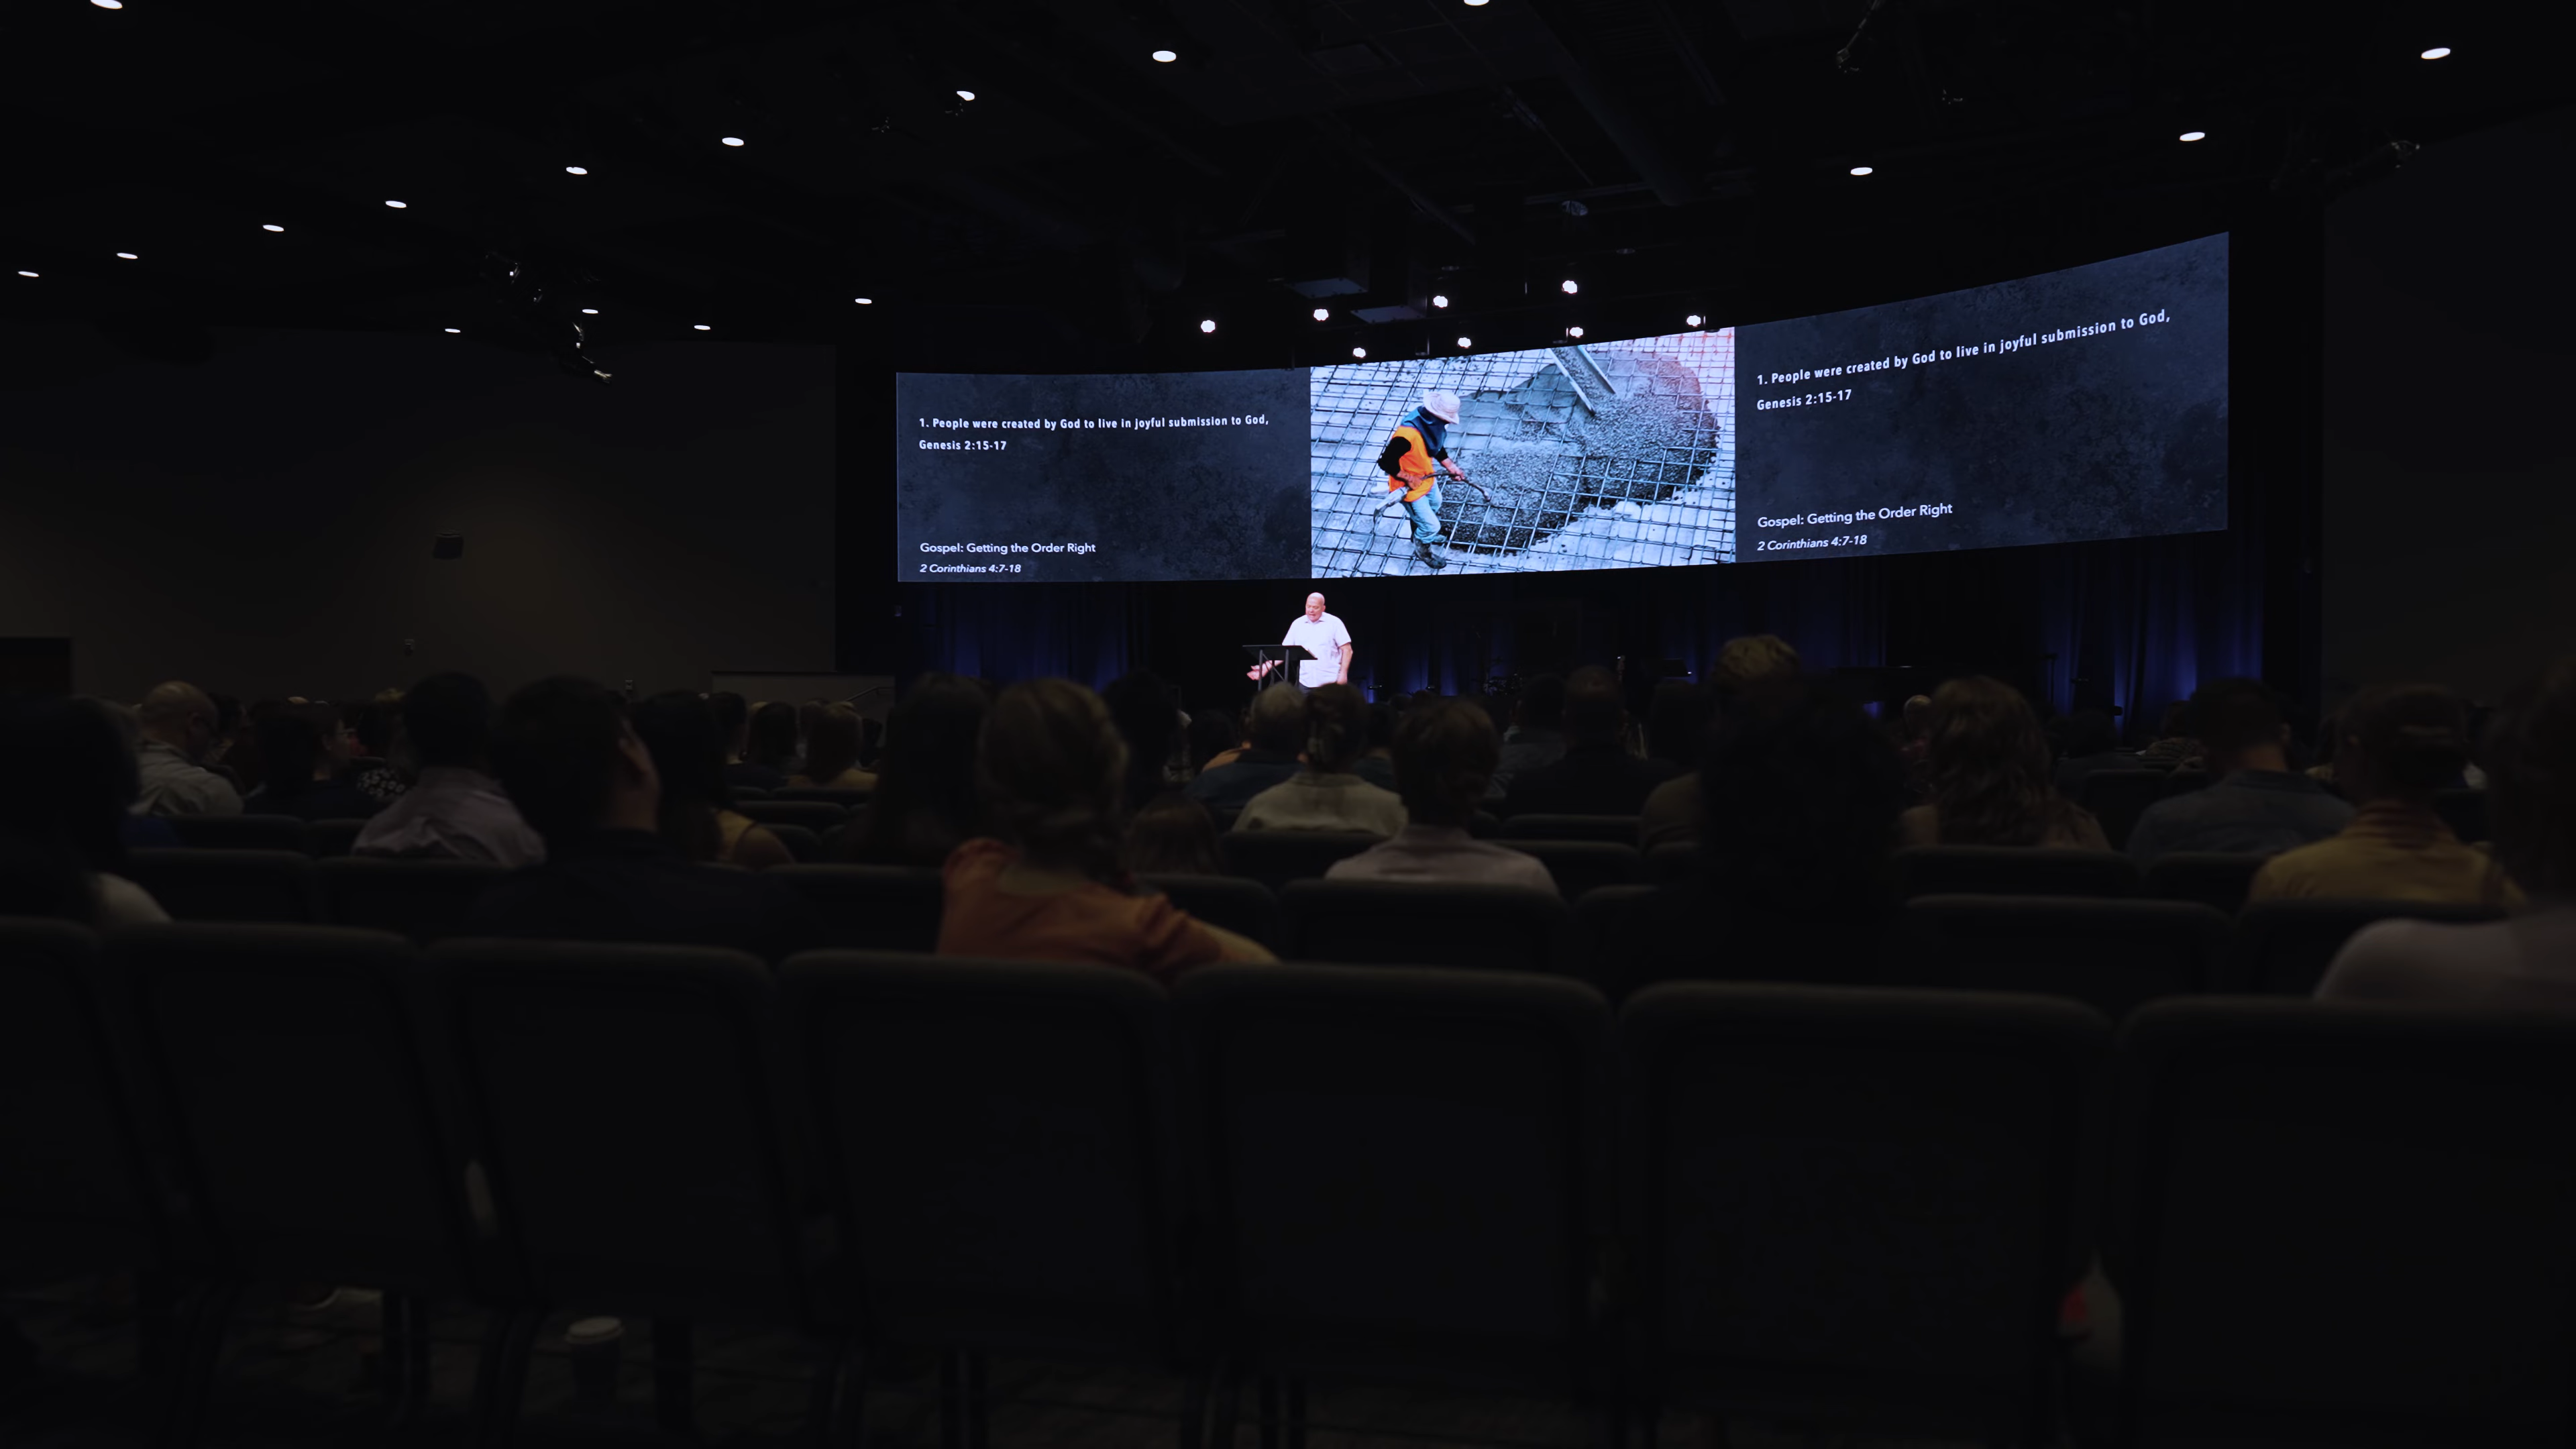 1. People were created by God to live in joyful submission to God,
Genesis 2:15-17
Gospel: Getting the Order Right
2 Corinthians 4:7-18
1. People were created by God to live in joyful submission to God,
Genesis 2:15-17
Gospel: Getting the Order Right
2 Corinthians 4:7-18